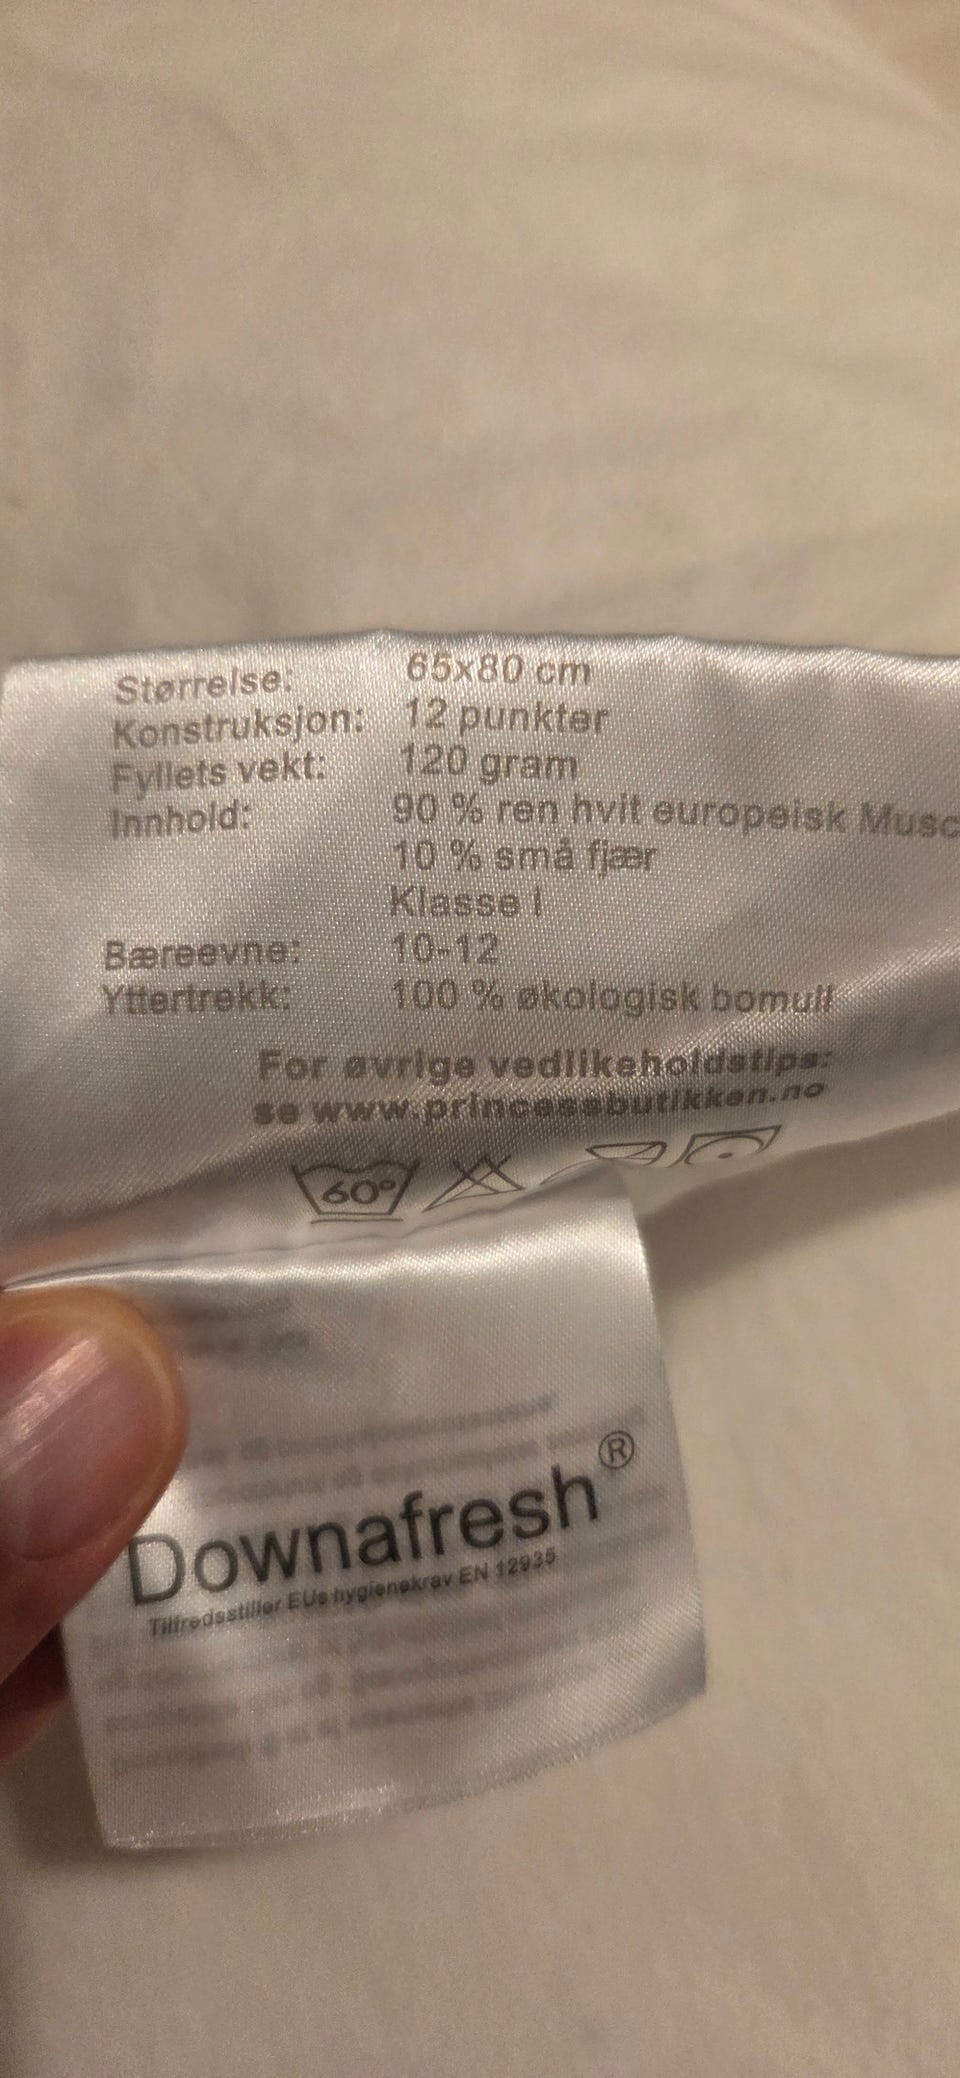 Størrelse: 65x80 cm
Konstruksjon: 12 punkter
Fyllets vekt: 120 gram
Innhold: 90 % ren hvit europeisk Musc
10 % små fjær
Klasse I
Bæreevne: 10-12
Yttertrekk: 100 % økologisk bomull
For øvrige vedlikeholdstips:
se www.princessbutikken.no
60°
Downafresh®
Tilfredsstiller EUs hygienekrav EN 12935